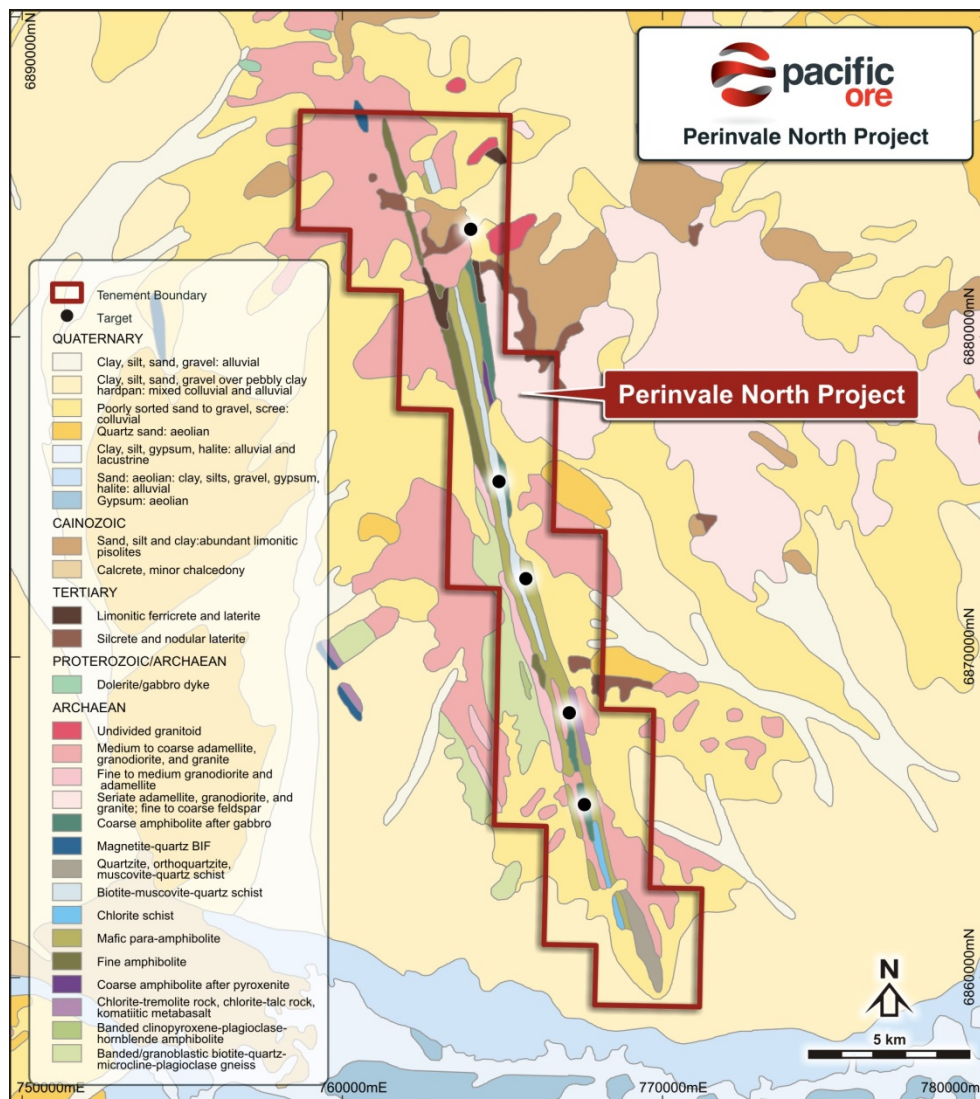 6890000mN
pacific
ore
Perinvale North Project
Tenement Boundary
Target
QUATERNARY
Clay, silt, sand, gravel: alluvial
Clay, silt, sand, gravel over pebbly clay
hardpan: mixed colluvial and alluvial
Poorly sorted sand to gravel, scree:
colluvial
Quartz sand: aeolian
Clay, silt, gypsum, halite: alluvial and
lacustrine
Sand: aeolian: clay, silts, gravel, gypsum,
halite: alluvial
Gypsum: aeolian
CAINOZOIC
Sand, silt and clay:abundant limonitic
pisolites
Calcrete, minor chalcedony
TERTIARY
Limonitic ferricrete and laterite
Silcrete and nodular laterite
PROTEROZOIC/ARCHAEAN
Dolerite/gabbro dyke
ARCHAEAN
Undivided granitoid
Medium to coarse adamellite,
granodiorite, and granite
Fine to medium granodiorite and
adamellite
Seriate adamellite, granodiorite, and
granite; fine to coarse feldspar
Coarse amphibolite after gabbro
Magnetite-quartz BIF
Quartzite, orthoquartzite,
muscovite-quartz schist
Biotite-muscovite-quartz schist
Chlorite schist
Mafic para-amphibolite
Fine amphibolite
Coarse amphibolite after pyroxenite
Chlorite-tremolite rock, chlorite-talc rock,
komatiitic metabasalt
Banded clinopyroxene-plagioclase-
hornblende amphibolite
Banded/granoblastic biotite-quartz-
microcline-plagioclase gneiss
Perinvale North Project
6880000mN
6870000mN
6860000mN
N
5 km
750000mE
760000mE
770000mE
780000mE